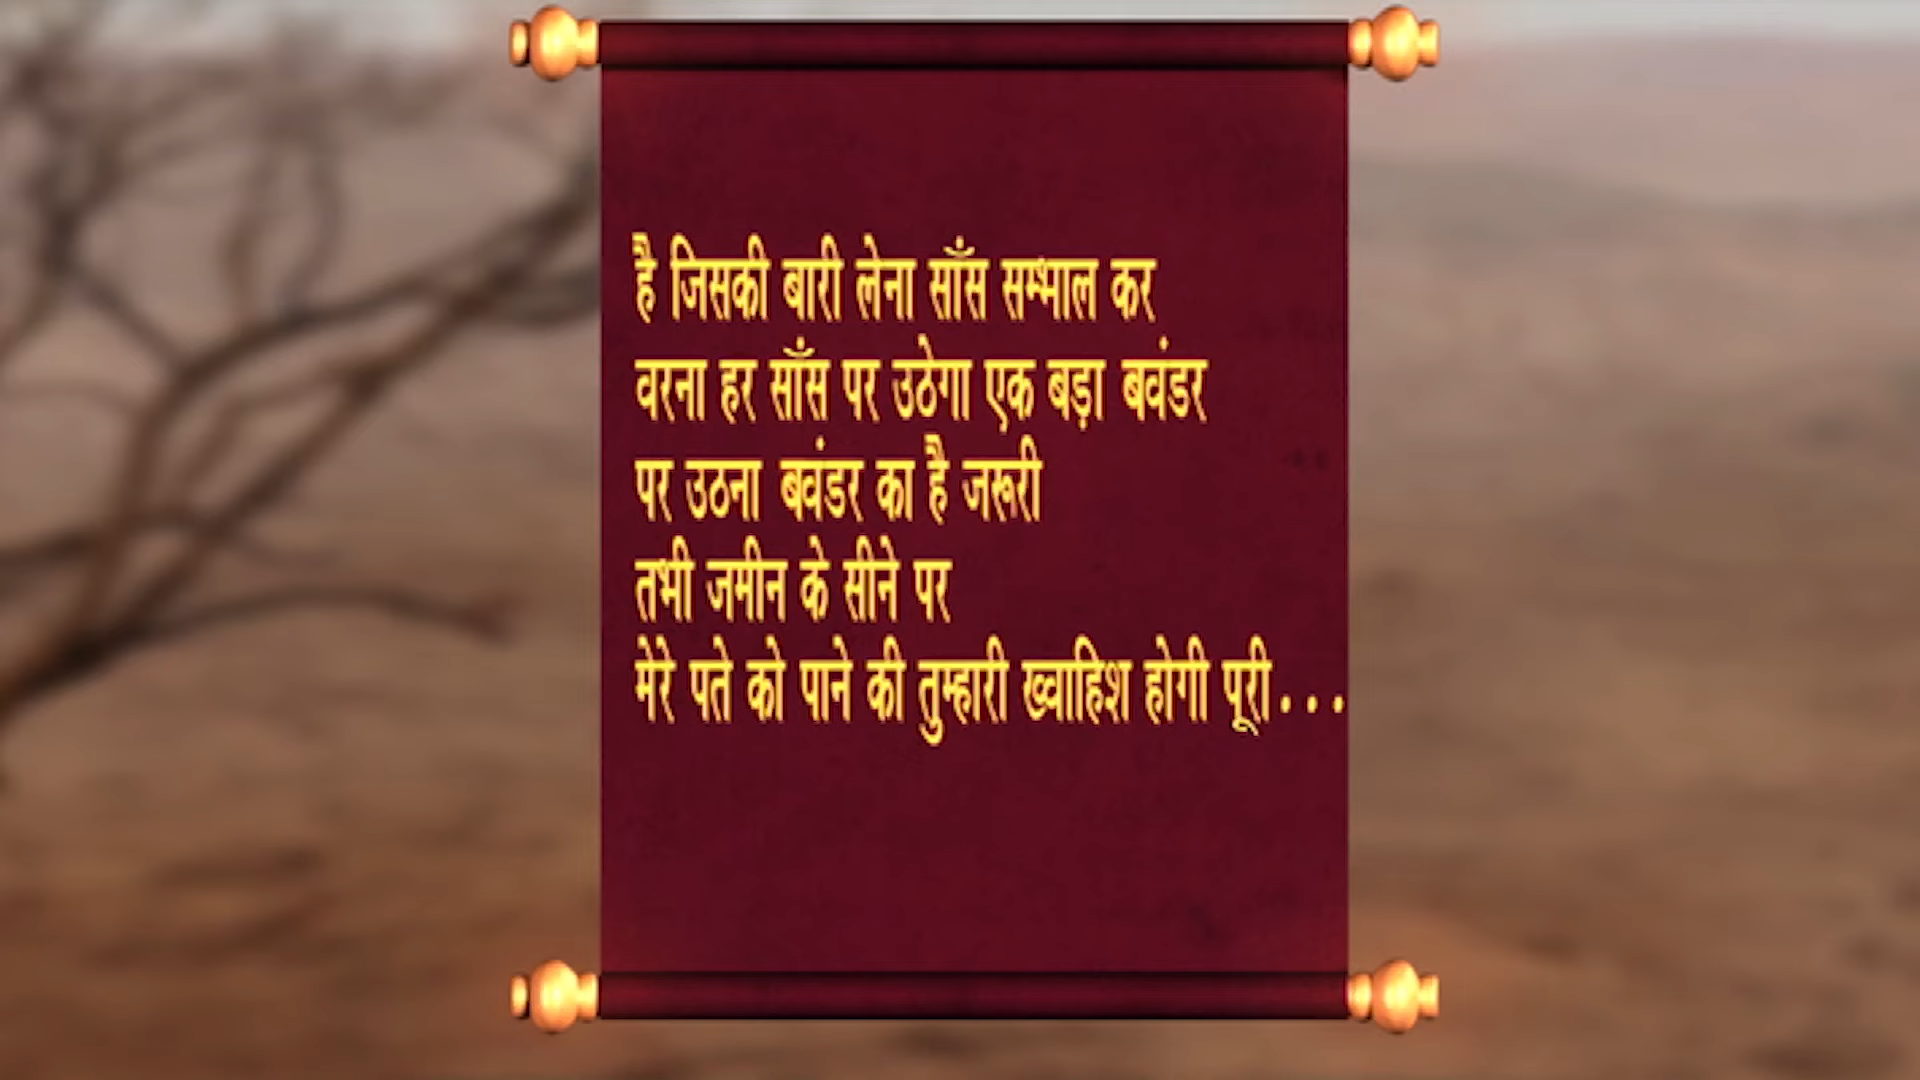 है जिसकी बारी लेना साँस सम्भाल कर
वरना हर साँस पर उठेगा एक बड़ा बवंडर
पर उठना बवंडर का है जरूरी
तभी जमीन के सीने पर
मेरे पते को पाने की तुम्हारी ख्वाहिश होगी पूरी...